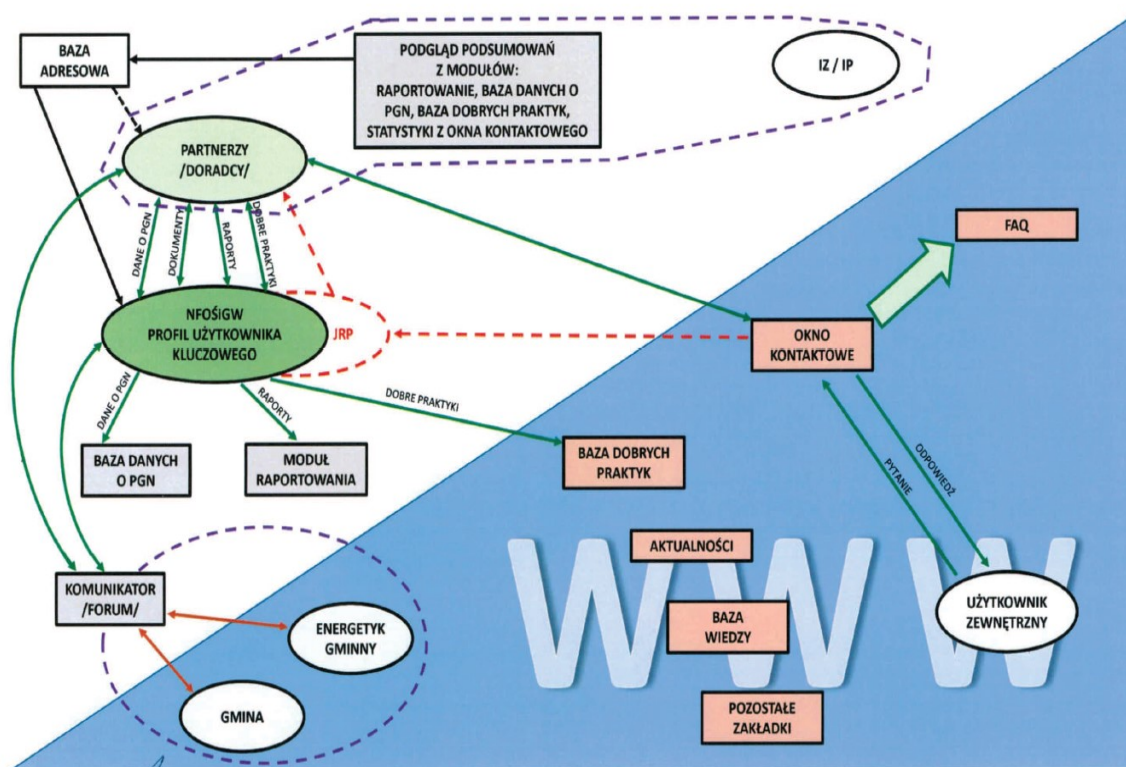 BAZA
ADRESOWA
PODGLĄD PODSUMOWAŃ
Z MODUŁÓW:
RAPORTOWANIE, BAZA DANYCH O
PGN, BAZA DOBRYCH PRAKTYK,
STATYSTYKI Z OKNA KONTAKTOWEGO
IZ / IP
PARTNERZY
/DORADCY/
DANE O PGN
DOKUMENTY
RAPORTY
DOBRE PRAKTYKI
FAQ
NFOŚiGW
PROFIL UŻYTKOWNIKA
KLUCZOWEGO
JRP
OKNO
KONTAKTOWE
DANE O PGN
RAPORTY
DOBRE PRAKTYKI
BAZA DANYCH
O PGN
MODUŁ
RAPORTOWANIA
BAZA DOBRYCH
PRAKTYK
PYTANIE
ODPOWIEDŹ
WWW
AKTUALNOŚCI
KOMUNIKATOR
/FORUM/
ENERGETYK
GMINNY
BAZA
WIEDZY
UŻYTKOWNIK
ZEWNĘTRZNY
GMINA
POZOSTAŁE
ZAKŁADKI